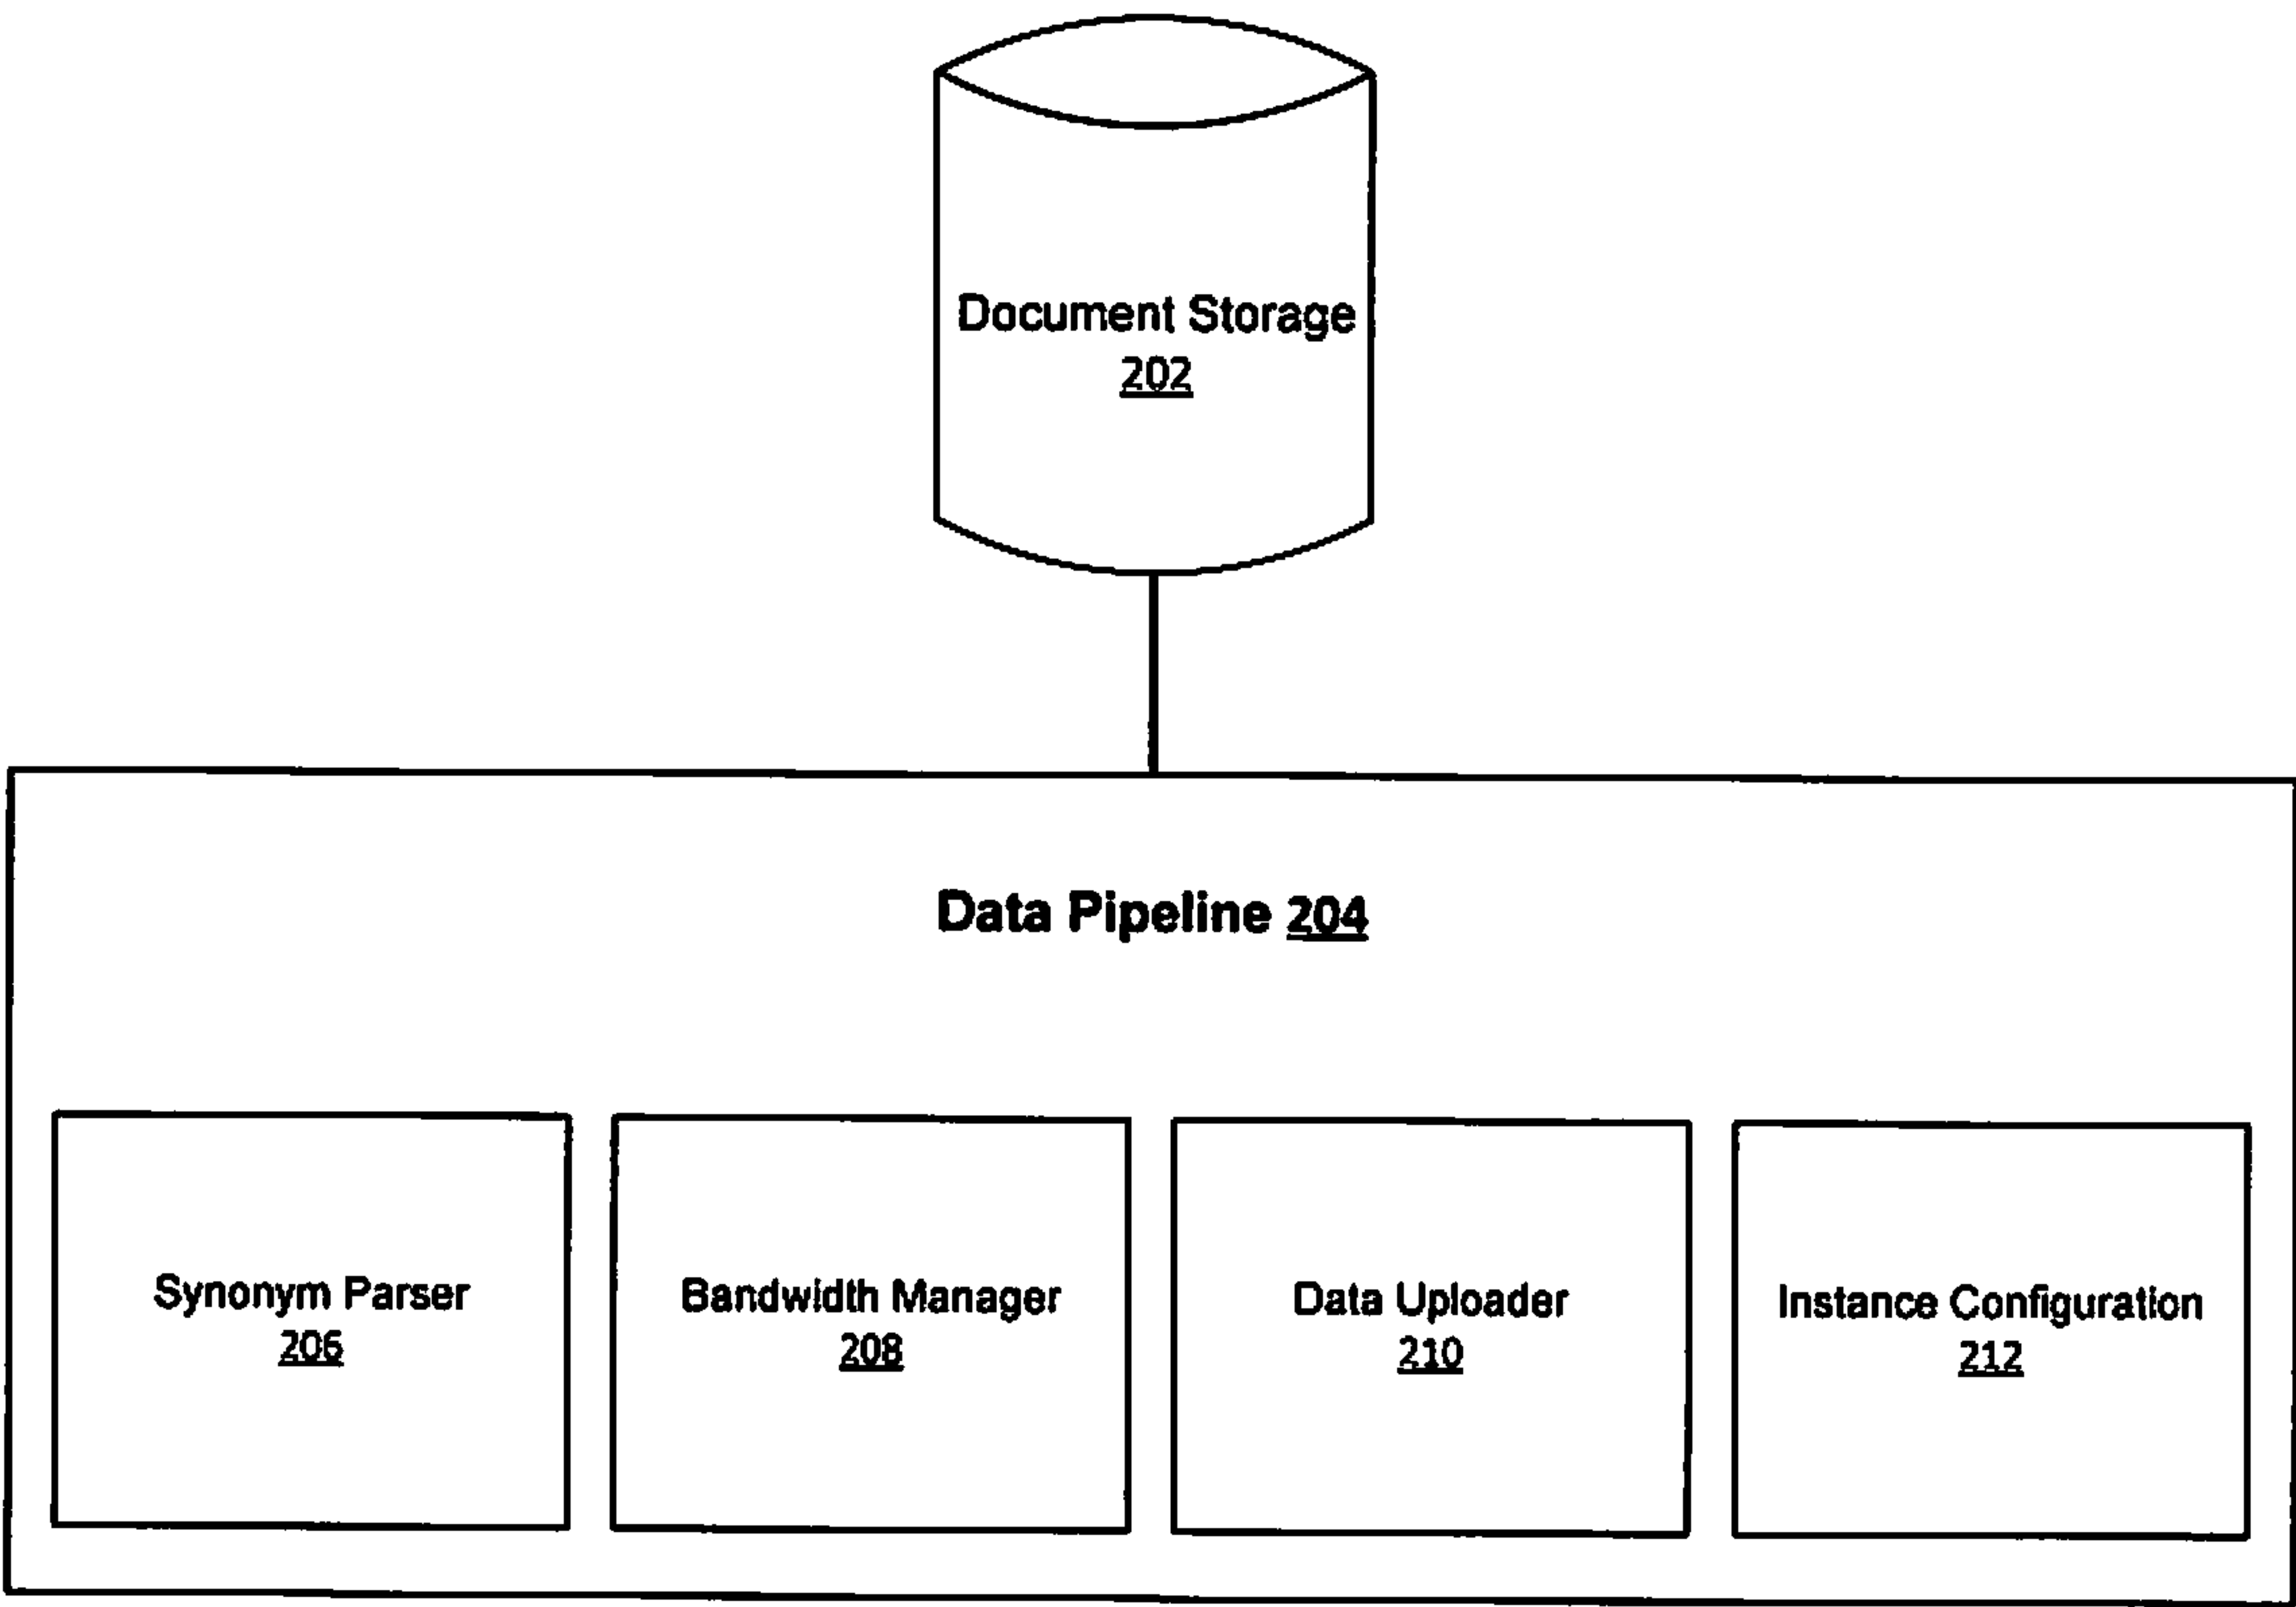 Document Storage
202
Data Pipeline 204
Synonym Parser
206
Bandwidth Manager
208
Data Uploader
210
Instance Configuration
212